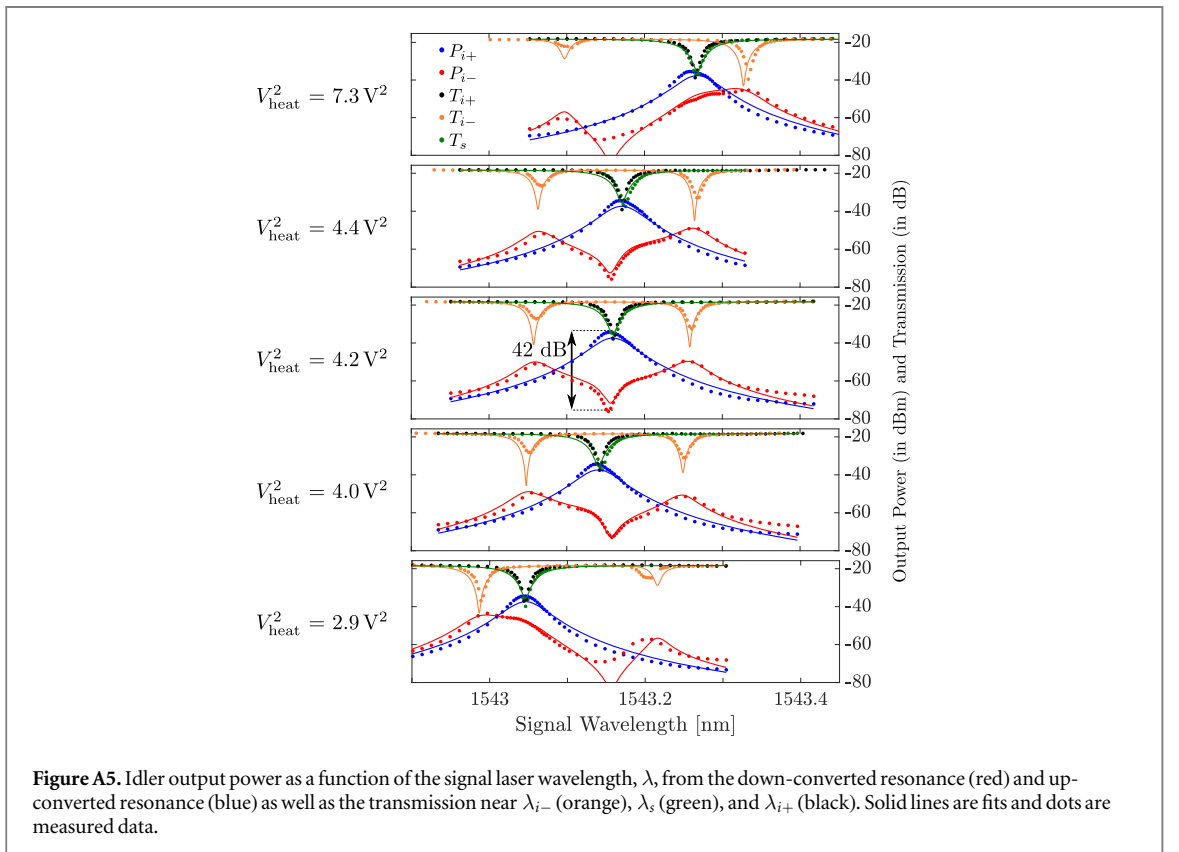 V²heat = 7.3 V²
P_{i+}
P_{i−}
T_{i+}
T_{i−}
T_s
-20
-40
-60
-80
V²heat = 4.4 V²
-20
-40
-60
-80
V²heat = 4.2 V²
42 dB
-20
-40
-60
-80
V²heat = 4.0 V²
-20
-40
-60
-80
V²heat = 2.9 V²
-20
-40
-60
-80
Output Power (in dBm) and Transmission (in dB)
1543 1543.2 1543.4
Signal Wavelength [nm]
Figure A5. Idler output power as a function of the signal laser wavelength, λ, from the down-converted resonance (red) and up-
converted resonance (blue) as well as the transmission near λ_{i−} (orange), λ_s (green), and λ_{i+} (black). Solid lines are fits and dots are
measured data.